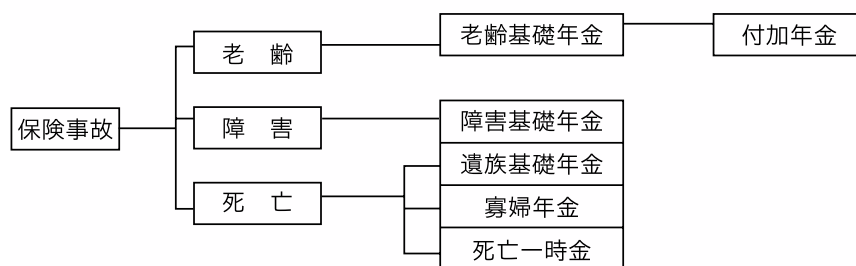 保険事故
老 齢
老齢基礎年金
付加年金
障 害
障害基礎年金
死 亡
遺族基礎年金
寡婦年金
死亡一時金